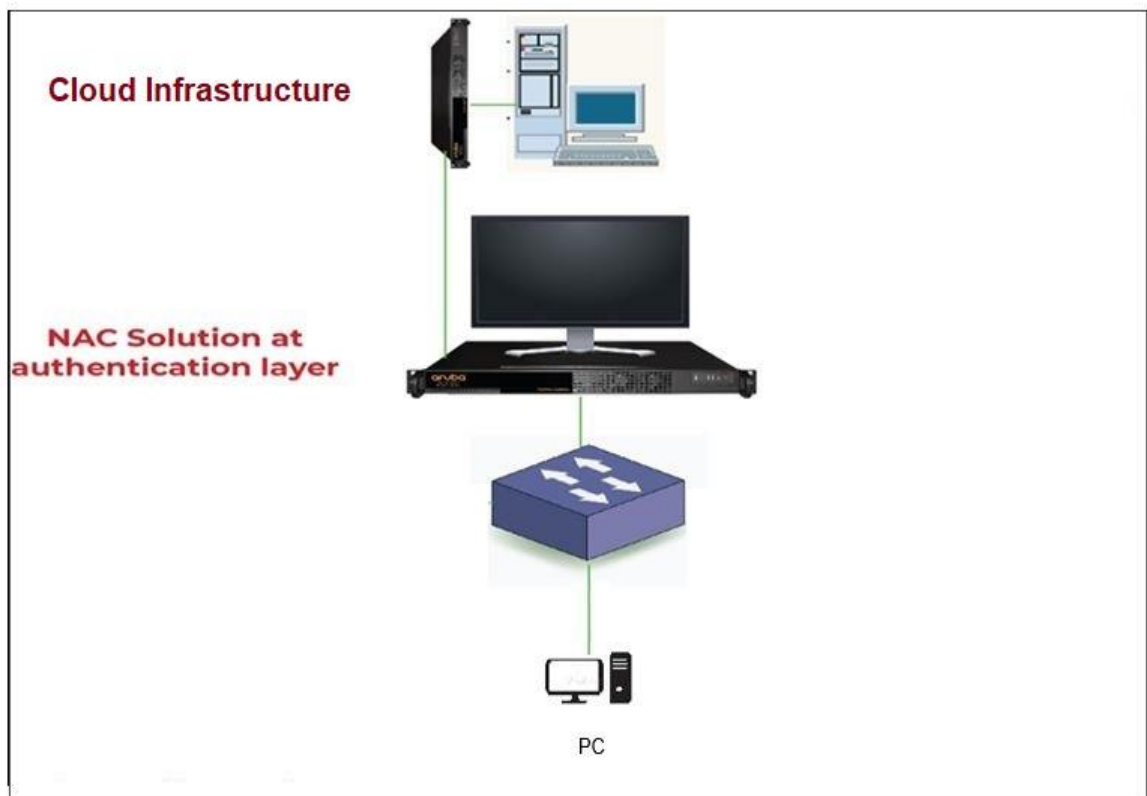 Cloud Infrastructure
NAC Solution at
authentication layer
aruba
PC